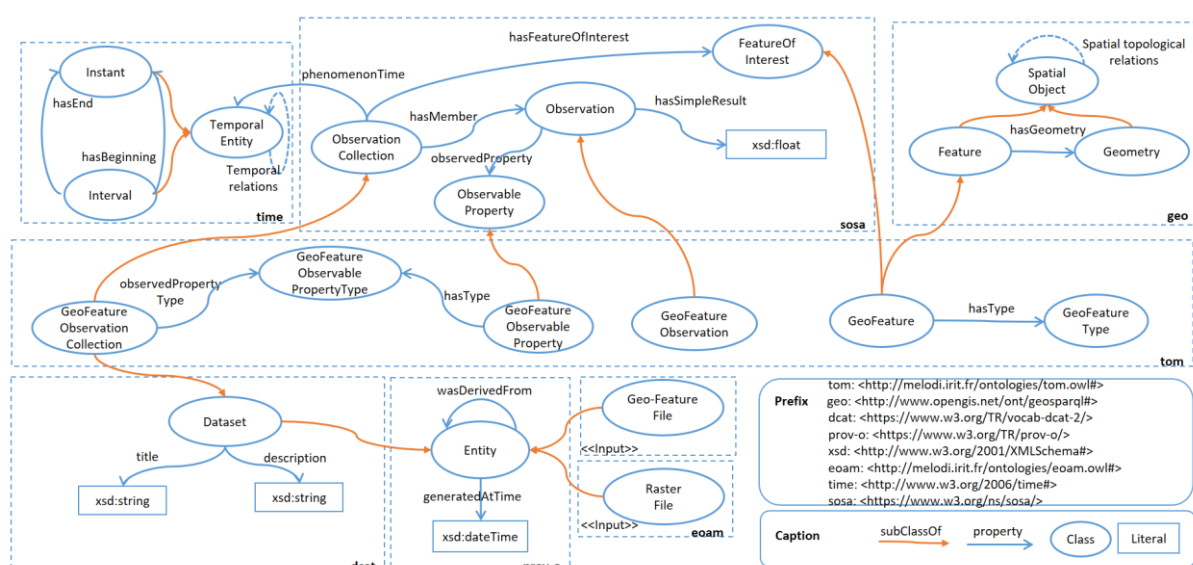 hasFeatureOfInterest
FeatureOf
Interest
Spatial topological
relations
Instant
phenomenonTime
Spatial
Object
hasEnd
Observation
hasSimpleResult
Temporal
Entity
hasMember
Observation
Collection
hasGeometry
xsd:float
Feature
Geometry
hasBeginning
observedProperty
Temporal
relations
Interval
Observable
Property
time
sosa
geo
GeoFeature
Observable
PropertyType
observedProperty
Type
hasType
GeoFeature
Observation
Collection
GeoFeature
Observable
Property
GeoFeature
Observation
GeoFeature
hasType
GeoFeature
Type
tom
wasDerivedFrom
Geo-Feature
File
<<Input>>
Dataset
Entity
title
description
xsd:string
xsd:string
generatedAtTime
Raster
File
<<Input>>
xsd:dateTime
eoam
Prefix
tom: <http://melodi.irit.fr/ontologies/tom.owl#>
geo: <http://www.opengis.net/ont/geosparql#>
dcat: <https://www.w3.org/TR/vocab-dcat-2/>
prov-o: <https://www.w3.org/TR/prov-o/>
xsd: <http://www.w3.org/2001/XMLSchema#>
eoam: <http://melodi.irit.fr/ontologies/eoam.owl#>
time: <http://www.w3.org/2006/time#>
sosa: <https://www.w3.org/ns/sosa/>
Caption
subClassOf
property
Class
Literal